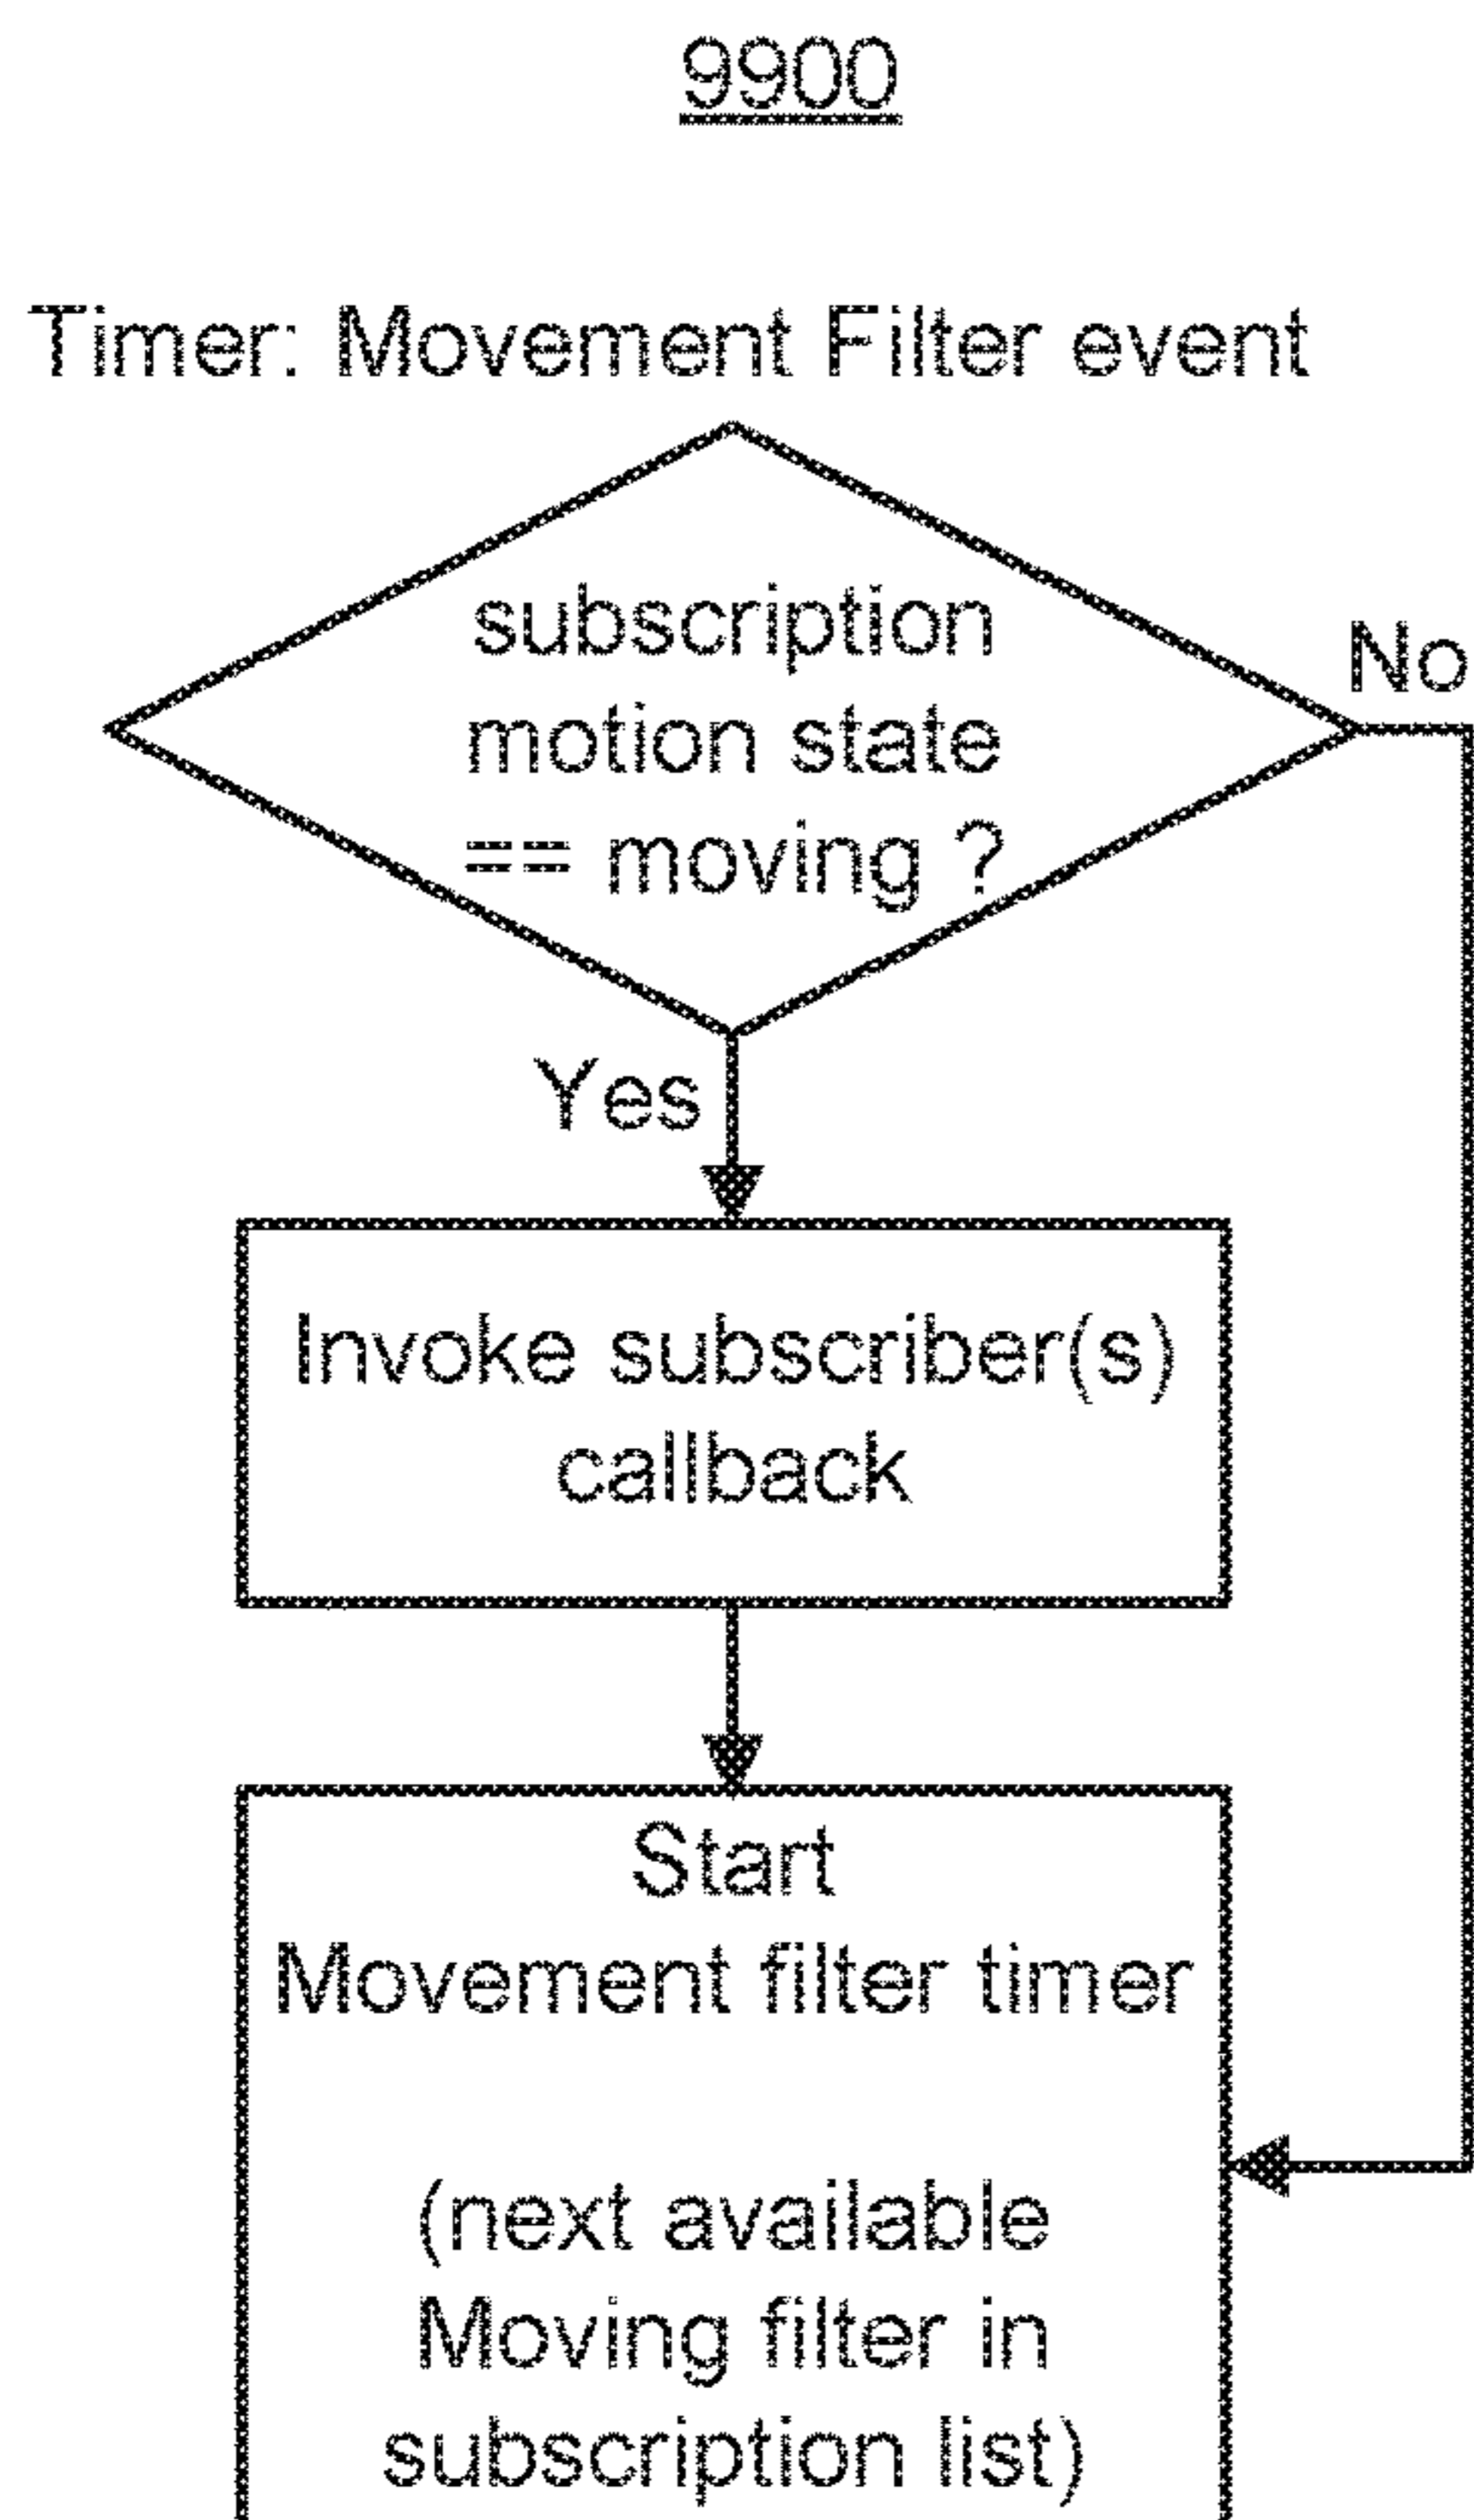 9900
Timer: Movement Filter event
subscription
motion state
== moving ?
No
Yes
Invoke subscriber(s)
callback
Start
Movement filter timer
(next available
Moving filter in
subscription list)